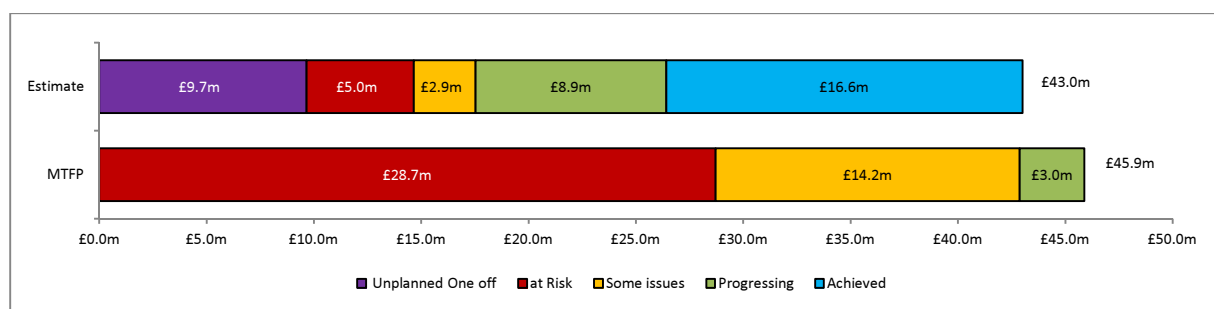 Estimate £9.7m £5.0m £2.9m £8.9m £16.6m £43.0m
MTFP £28.7m £14.2m £3.0m £45.9m
£0.0m £5.0m £10.0m £15.0m £20.0m £25.0m £30.0m £35.0m £40.0m £45.0m £50.0m
Unplanned One off at Risk Some issues Progressing Achieved